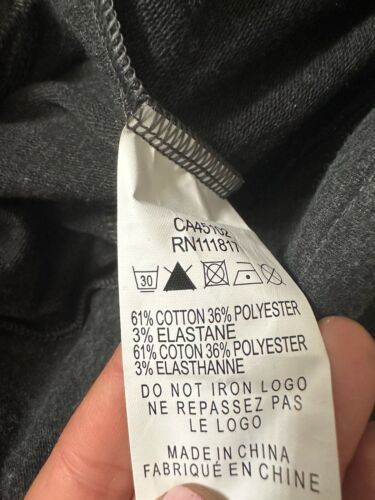 CA45102
RN111817
30
61% COTTON 36% POLYESTER
3% ELASTANE
61% COTON 36% POLYESTER
3% ELASTHANNE
DO NOT IRON LOGO
NE REPASSEZ PAS
LE LOGO
MADE IN CHINA
FABRIQUÉ EN CHINE